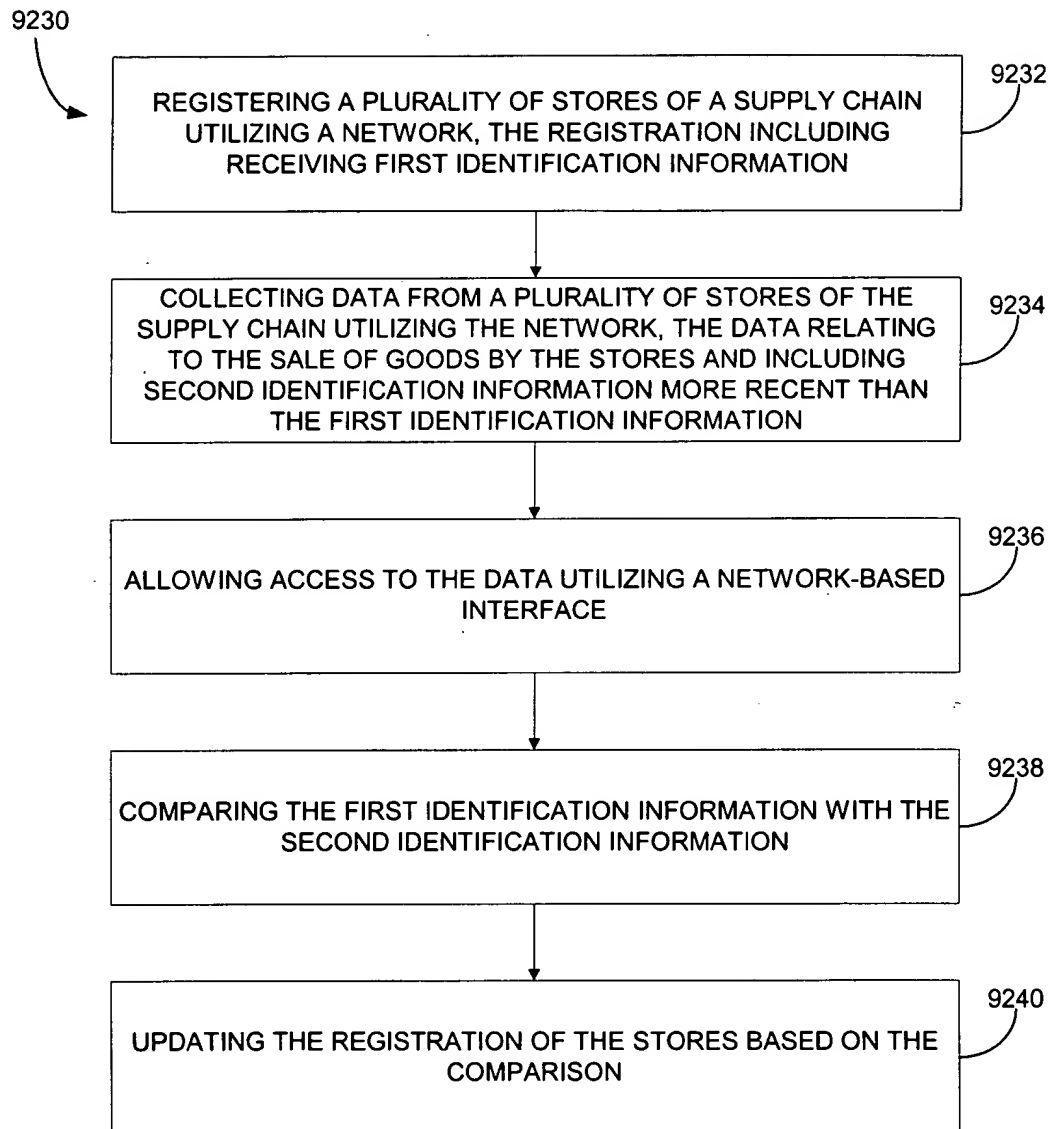 9230
REGISTERING A PLURALITY OF STORES OF A SUPPLY CHAIN
UTILIZING A NETWORK, THE REGISTRATION INCLUDING
RECEIVING FIRST IDENTIFICATION INFORMATION
9232
COLLECTING DATA FROM A PLURALITY OF STORES OF THE
SUPPLY CHAIN UTILIZING THE NETWORK, THE DATA RELATING
TO THE SALE OF GOODS BY THE STORES AND INCLUDING
SECOND IDENTIFICATION INFORMATION MORE RECENT THAN
THE FIRST IDENTIFICATION INFORMATION
9234
ALLOWING ACCESS TO THE DATA UTILIZING A NETWORK-BASED
INTERFACE
9236
COMPARING THE FIRST IDENTIFICATION INFORMATION WITH THE
SECOND IDENTIFICATION INFORMATION
9238
UPDATING THE REGISTRATION OF THE STORES BASED ON THE
COMPARISON
9240